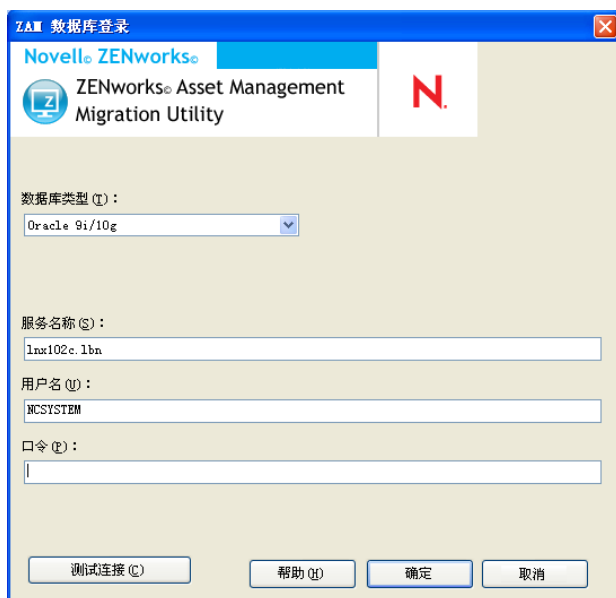 ZAM 数据库登录
Novell® ZENworks®
ZENworks® Asset Management
Migration Utility
N.
数据库类型(T)：
Oracle 9i/10g
服务名称(S)：
lnx102c.lbn
用户名(U)：
NCSYSTEM
口令(P)：
测试连接(C)
帮助(H)
确定
取消